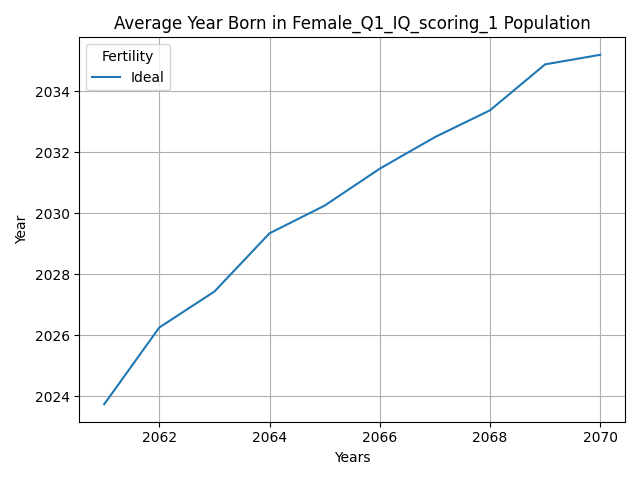 Average Year Born in Female_Q1_IQ_scoring_1 Population
Fertility
Ideal
Year
2034
2032
2030
2028
2026
2024
2062 2064 2066 2068 2070
Years